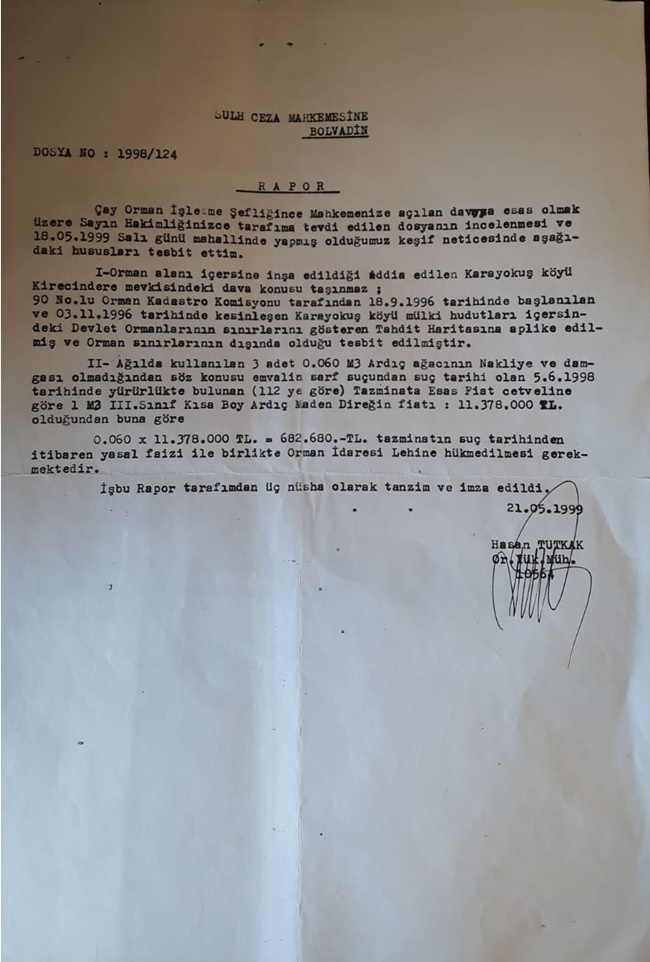 SULH CEZA MAHKEMESİNE
BOLVADİN
DOSYA NO : 1998/124
R A P O R
Çay Orman İşletme Şefliğince Mahkemenize açılan davaya esas olmak
üzere Sayın Hakimliğinizce tarafıma tevdi edilen dosyanın incelenmesi ve
18.05.1999 Salı günü mahallinde yapmış olduğumuz keşif neticesinde aşağı-
daki hususları tesbit ettim.
I-Orman alanı içersine inşa edildiği iddia edilen Karayokuş köyü
Kirecindere mevkisindeki dava konusu taşınmaz ;
90 No.lu Orman Kadastro Komisyonu tarafından 18.9.1996 tarihinde başlanılan
ve 03.11.1996 tarihinde kesinleşen Karayokuş köyü mülki hudutları içersin-
deki Devlet Ormanlarının sınırlarını gösteren Tahdit Haritasına aplike edil-
miş ve Orman sınırlarının dışında olduğu tesbit edilmiştir.
II- Ağılda kullanılan 3 adet 0.060 M3 Ardıç ağacının Nakliye ve dam-
gası olmadığından söz konusu emvalin sarf suçundan suç tarihi olan 5.6.1998
tarihinde yürürlükte bulunan (112 ye göre) Tazminata Esas Fiat cetveline
göre 1 M3 III.Sınıf Kısa Boy Ardıç Maden Direğin fiatı : 11.378.000 TL.
olduğundan buna göre
0.060 x 11.378.000 TL. = 682.680.-TL. tazminatın suç tarihinden
itibaren yasal faizi ile birlikte Orman İdaresi Lehine hükmedilmesi gerek-
mektedir.
İşbu Rapor tarafımdan üç nüsha olarak tanzim ve imza edildi.
21.05.1999
Hasan TUTKAK
Or.Yük.Müh.
10564